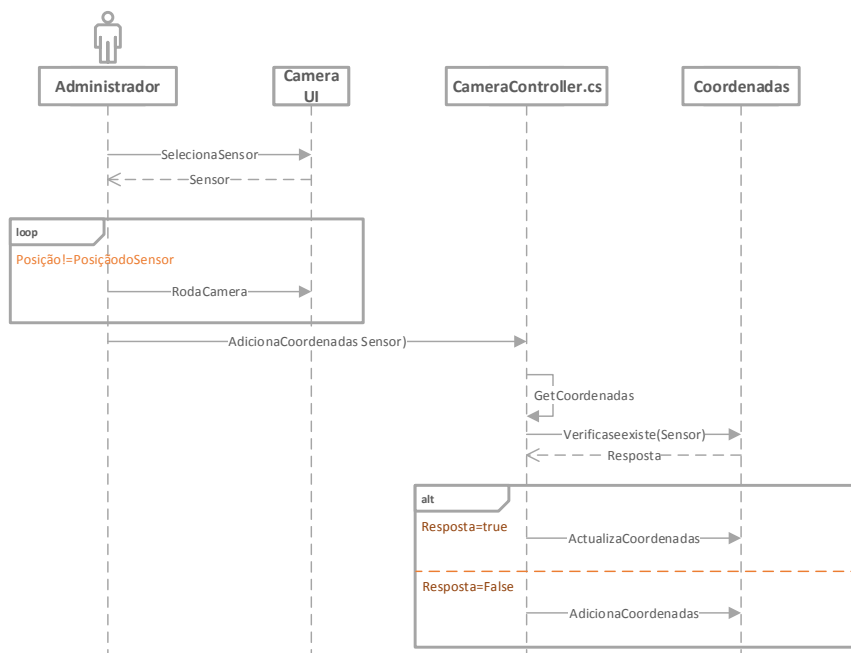 Administrador
Camera
UI
CameraController.cs
Coordenadas
SelecionaSensor
Sensor
loop
Posição!=PosiçãodoSensor
RodaCamera
AdicionaCoordenadas Sensor)
GetCoordenadas
Verificaseexiste(Sensor)
Resposta
alt
Resposta=true
ActualizaCoordenadas
Resposta=False
AdicionaCoordenadas